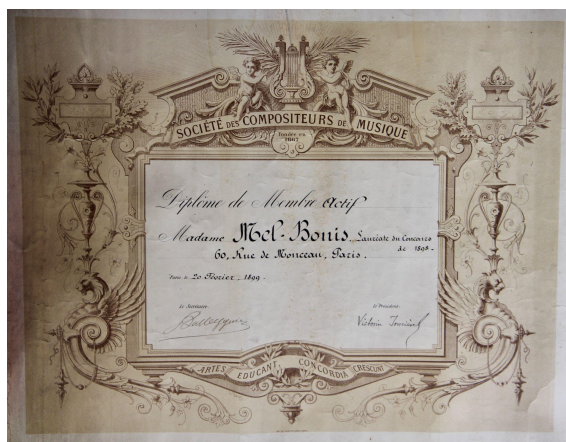 SOCIÉTÉ DES COMPOSITEURS DE MUSIQUE
fondée en
1862
Diplôme de Membre Actif
Madame Mel-Bonis, Lauréate du Concours
de 1898.
60, Rue de Monceau, Paris.
Paris, le 20 Février 1899.
Le Secrétaire
Le Président
Victorin Joncières
ARTES EDUCANT CONCORDIA CRESCUNT